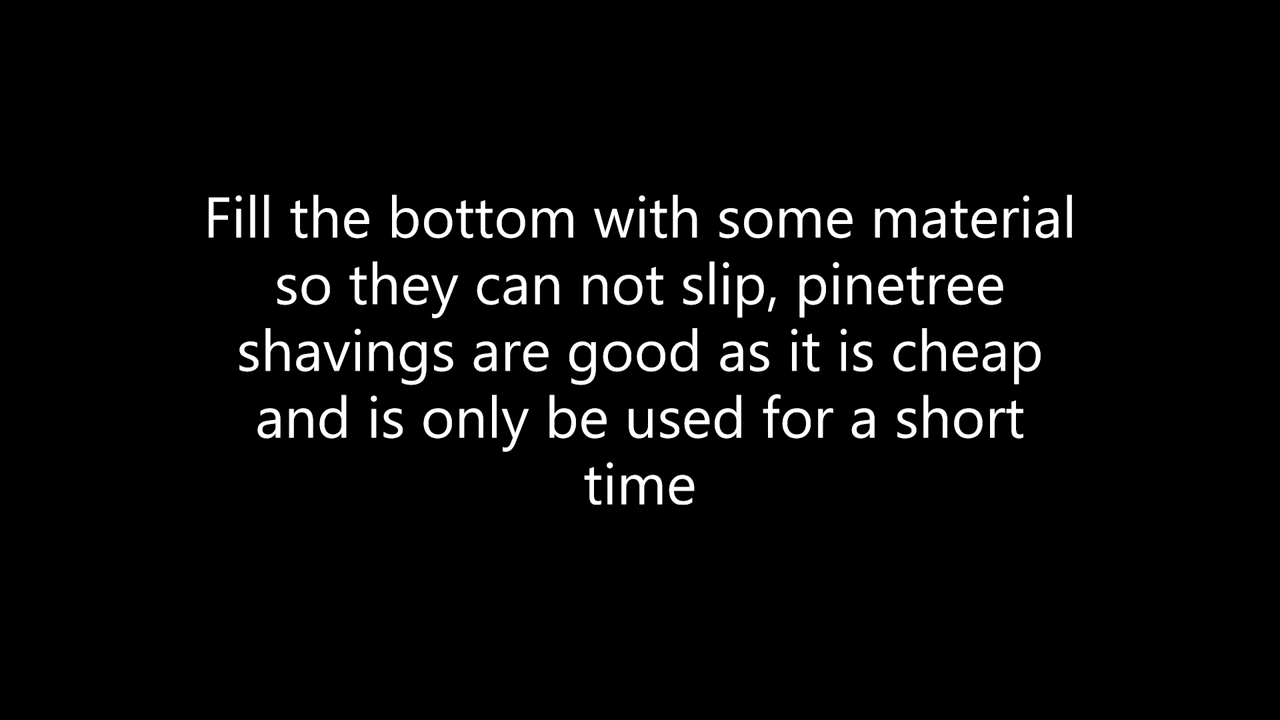 Fill the bottom with some material
so they can not slip, pinetree
shavings are good as it is cheap
and is only be used for a short
time